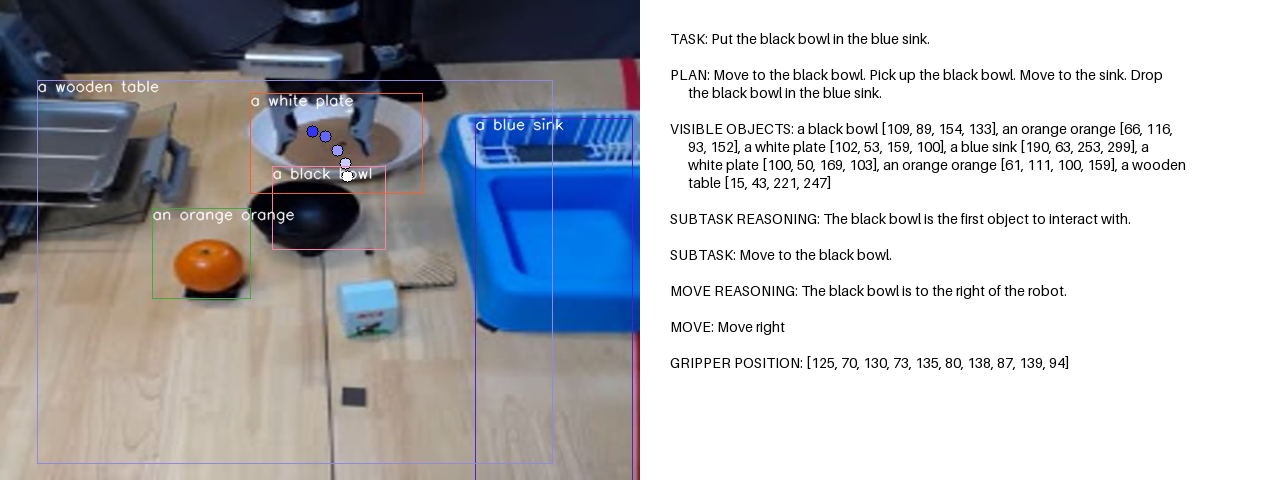 a wooden table
a white plate
a blue sink
a black bowl
an orange orange
TASK: Put the black bowl in the blue sink.
PLAN: Move to the black bowl. Pick up the black bowl. Move to the sink. Drop
the black bowl in the blue sink.
VISIBLE OBJECTS: a black bowl [109, 89, 154, 133], an orange orange [66, 116,
93, 152], a white plate [102, 53, 159, 100], a blue sink [190, 63, 253, 299], a
white plate [100, 50, 169, 103], an orange orange [61, 111, 100, 159], a wooden
table [15, 43, 221, 247]
SUBTASK REASONING: The black bowl is the first object to interact with.
SUBTASK: Move to the black bowl.
MOVE REASONING: The black bowl is to the right of the robot.
MOVE: Move right
GRIPPER POSITION: [125, 70, 130, 73, 135, 80, 138, 87, 139, 94]